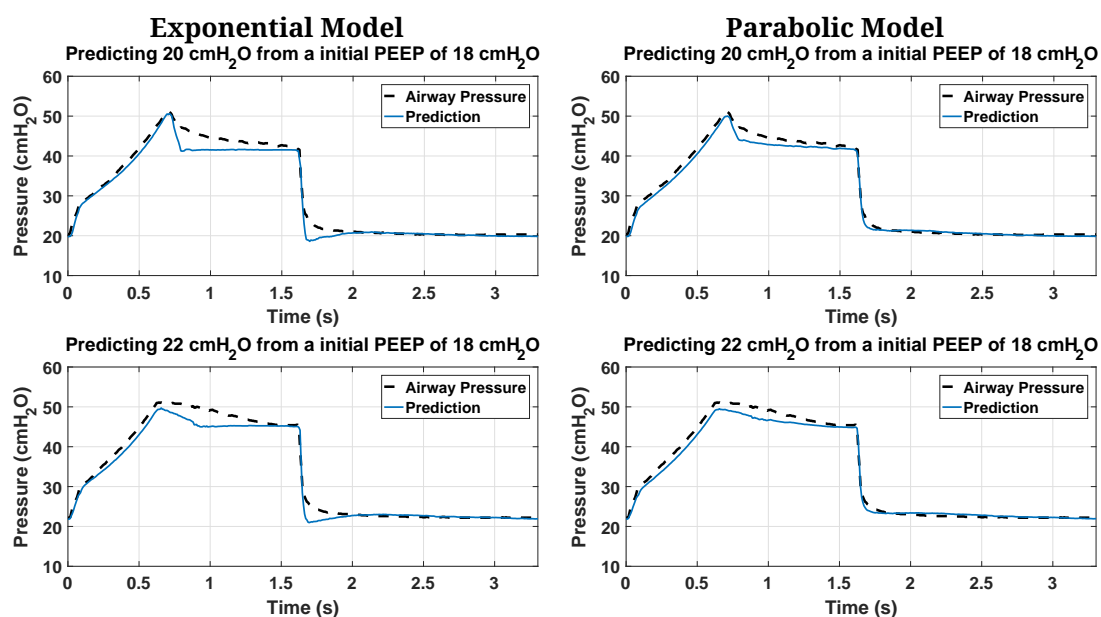 Exponential Model
Predicting 20 cmH2O from a initial PEEP of 18 cmH2O
60
50
40
30
20
10
Pressure (cmH2O)
Airway Pressure
Prediction
0 0.5 1 1.5 2 2.5 3
Time (s)
Parabolic Model
Predicting 20 cmH2O from a initial PEEP of 18 cmH2O
60
50
40
30
20
10
Pressure (cmH2O)
Airway Pressure
Prediction
0 0.5 1 1.5 2 2.5 3
Time (s)
Predicting 22 cmH2O from a initial PEEP of 18 cmH2O
60
50
40
30
20
10
Pressure (cmH2O)
Airway Pressure
Prediction
0 0.5 1 1.5 2 2.5 3
Time (s)
Predicting 22 cmH2O from a initial PEEP of 18 cmH2O
60
50
40
30
20
10
Pressure (cmH2O)
Airway Pressure
Prediction
0 0.5 1 1.5 2 2.5 3
Time (s)